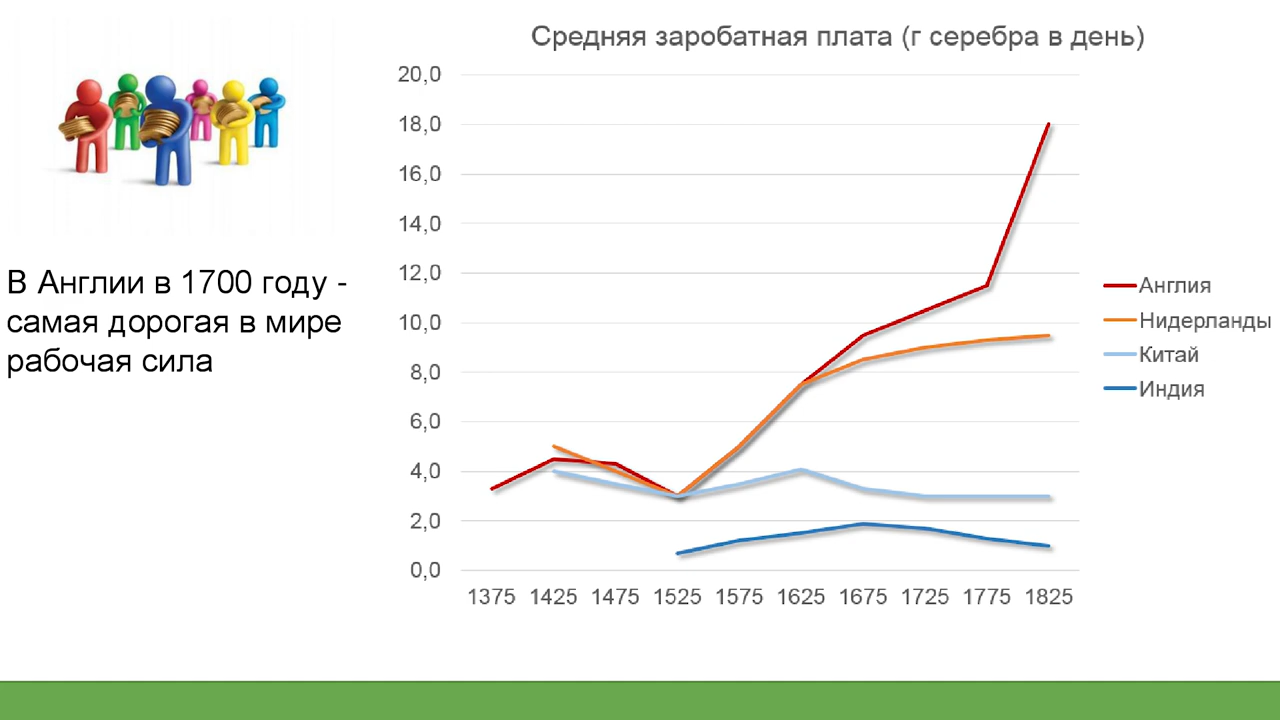 Средняя заробатная плата (г серебра в день)
В Англии в 1700 году -
самая дорогая в мире
рабочая сила
20,0
18,0
16,0
14,0
12,0
10,0
8,0
6,0
4,0
2,0
0,0
1375 1425 1475 1525 1575 1625 1675 1725 1775 1825
Англия
Нидерланды
Китай
Индия